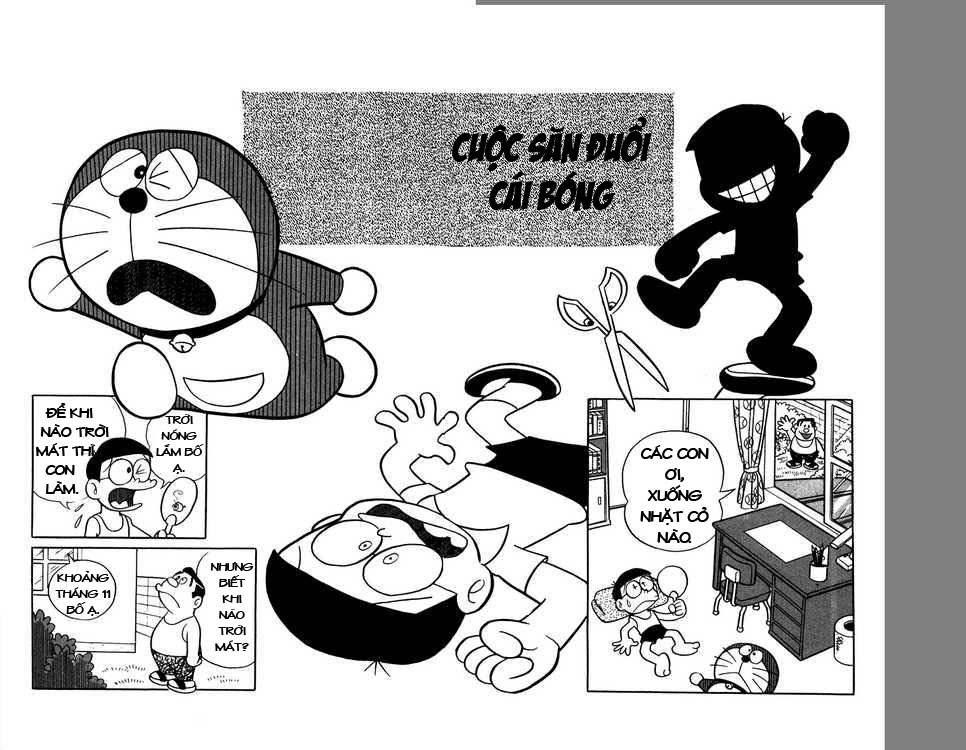 CUỘC SĂN ĐUỔI
CÁI BÓNG
CÁC CON
ƠI,
XUỐNG
NHẶT CỎ
NÀO.
TRỜI
NÓNG
LẮM BỐ
Ạ.
ĐỂ KHI
NÀO TRỜI
MÁT THÌ
CON
LÀM.
NHƯNG
BIẾT
KHI
NÁO
TRỜI
MÁT?
KHOẢNG
THÁNG 11
BỐ Ạ.